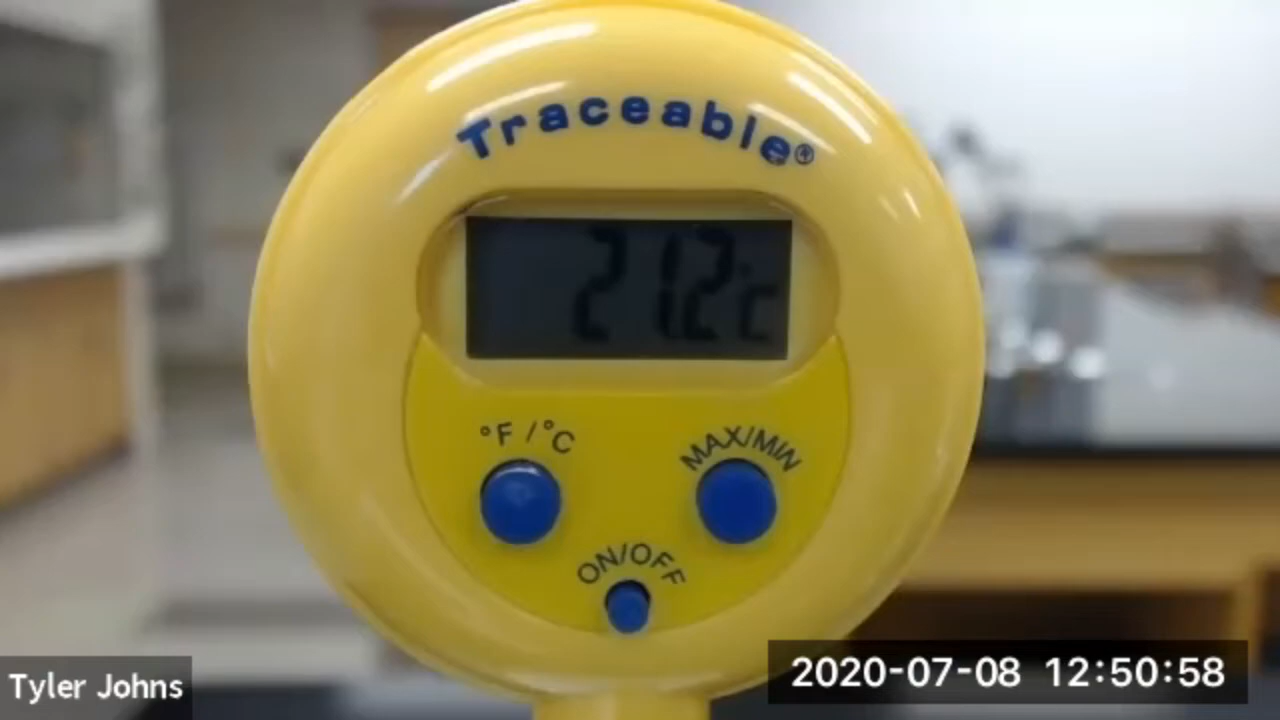 Traceable®
21.2°C
°F/°C
MAX/MIN
ON/OFF
Tyler Johns
2020-07-08 12:50:58